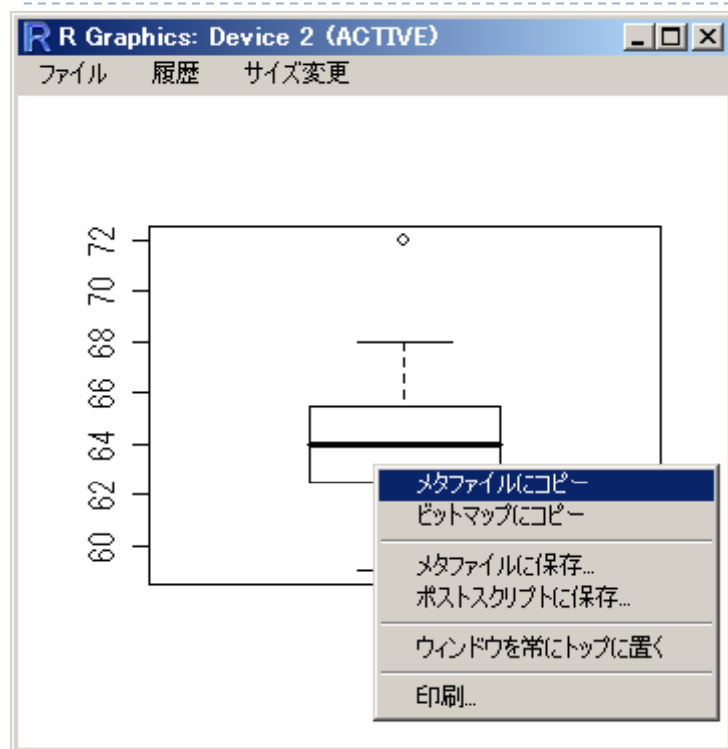 R Graphics: Device 2 (ACTIVE)
ファイル 履歴 サイズ変更
72
70
68
66
64
62
60
メタファイルにコピー
ビットマップにコピー
メタファイルに保存...
ポストスクリプトに保存...
ウィンドウを常にトップに置く
印刷...